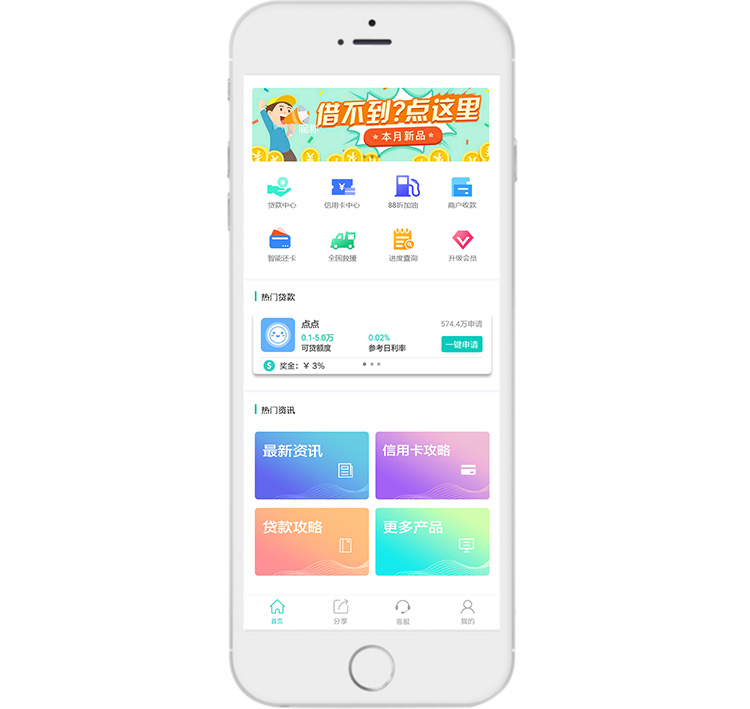 借不到?点这里
昵称
本月新品
贷款中心 信用卡中心 88折加油 商户收款
智能还卡 全国救援 进度查询 升级会员
热门贷款
点点 574.4万申请
0.1-5.0万 0.02%
可贷额度 参考日利率 一键申请
奖金：¥ 3%
热门资讯
最新资讯 信用卡攻略
贷款攻略 更多产品
首页 分享 客服 我的